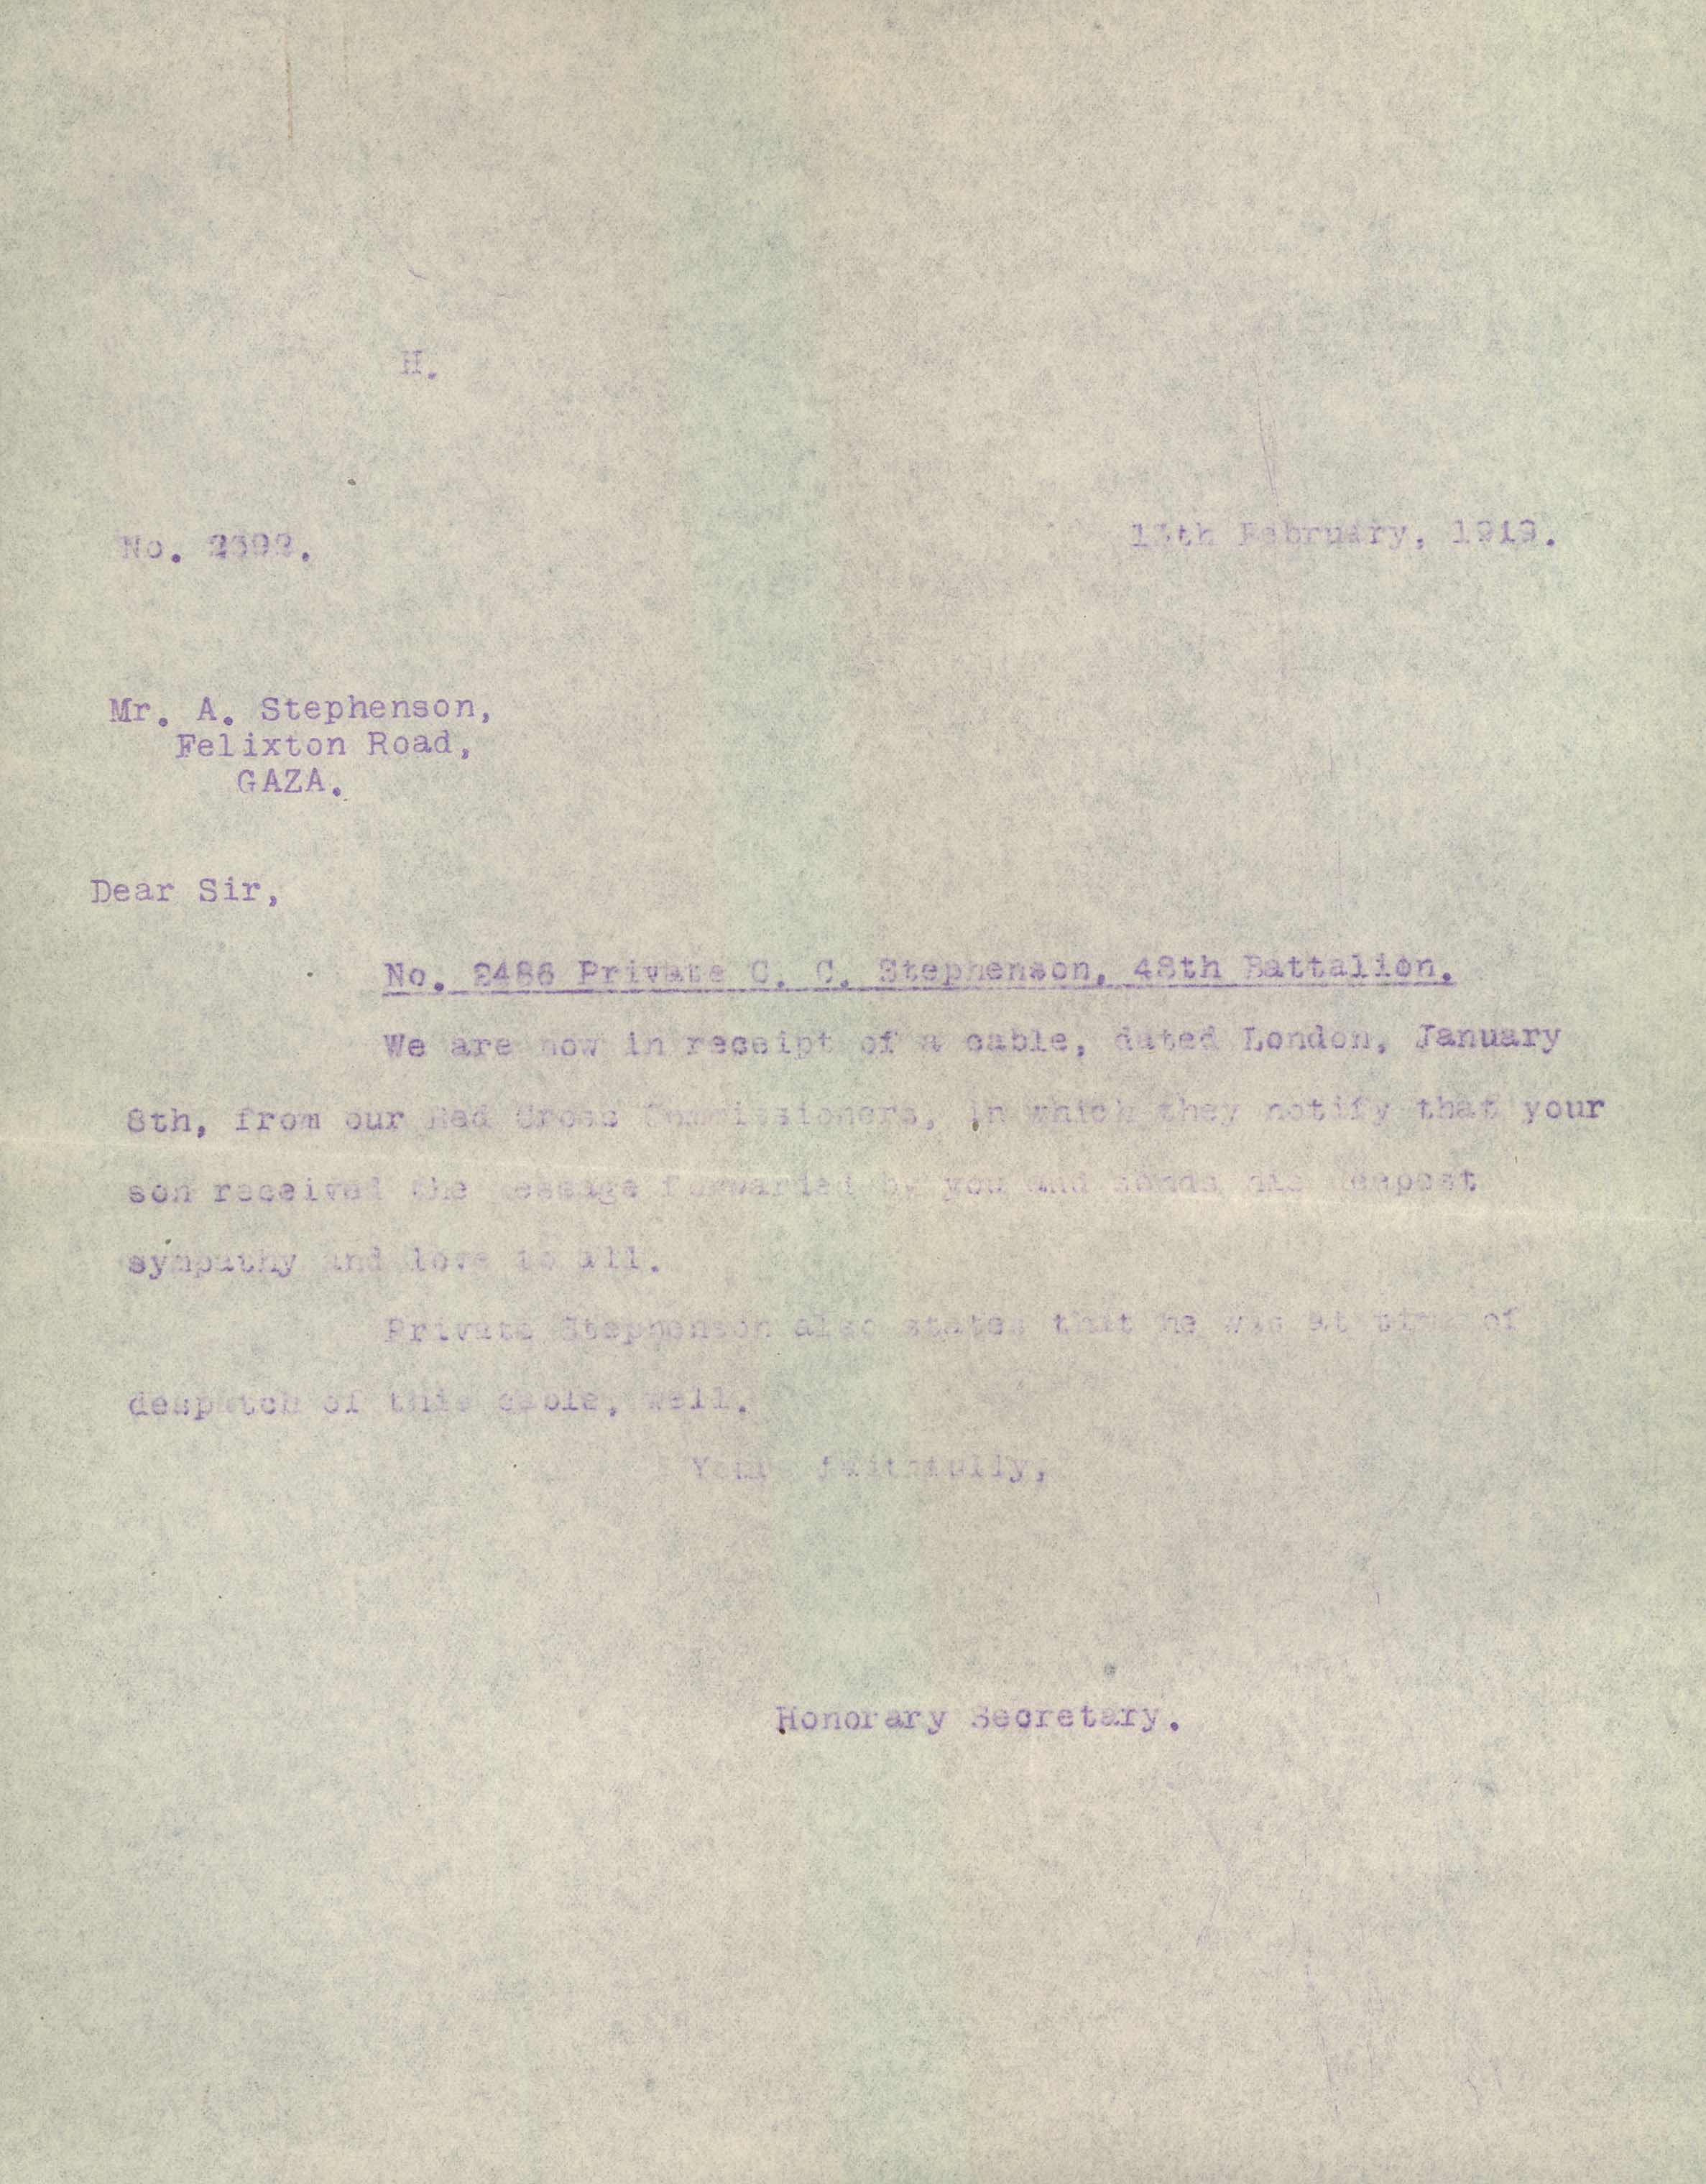 H.
No. 2392.
13th February, 1919.
Mr. A. Stephenson,
Felixton Road,
GAZA.
Dear Sir,
No. 2486 Private C. C. Stephenson, 48th Battalion.
We are now in receipt of a cable, dated London, January
8th, from our Red Cross Commissioners, in which they notify that your
son received the message forwarded by you and sends his deepest
sympathy and love to all.
Private Stephenson also states that he was at time of
despatch of this cable, well.
Yours faithfully,
Honorary Secretary.